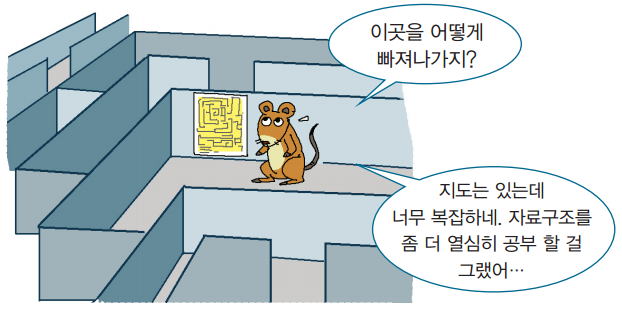 이곳을 어떻게
빠져나가지?
지도는 있는데
너무 복잡하네. 자료구조를
좀 더 열심히 공부 할 걸
그랬어…